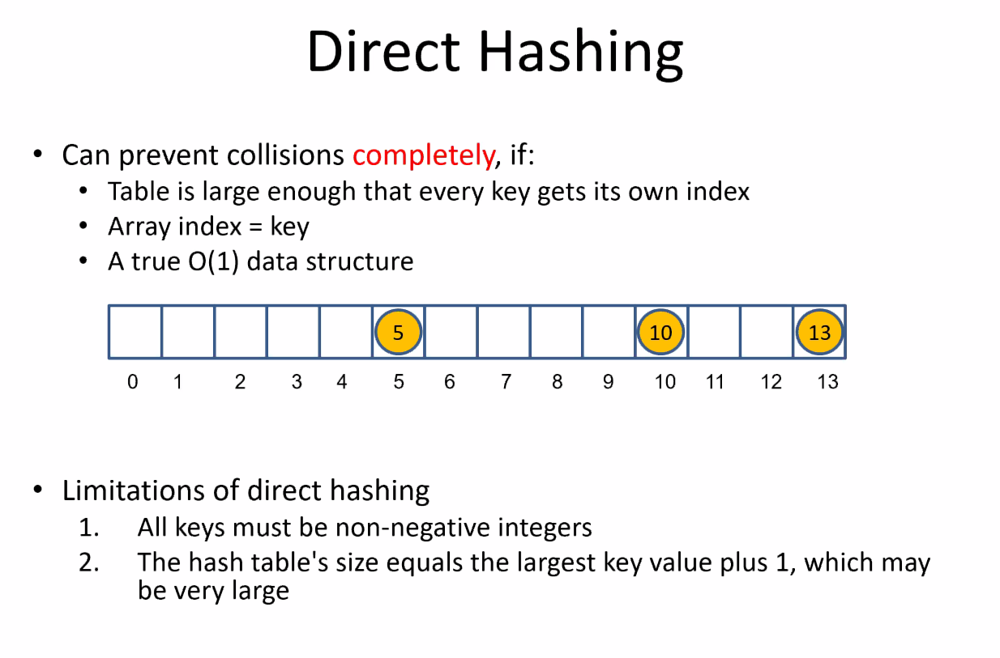 Direct Hashing
• Can prevent collisions completely, if:
• Table is large enough that every key gets its own index
• Array index = key
• A true O(1) data structure
5 10 13
0 1 2 3 4 5 6 7 8 9 10 11 12 13
• Limitations of direct hashing
1. All keys must be non-negative integers
2. The hash table's size equals the largest key value plus 1, which may
be very large